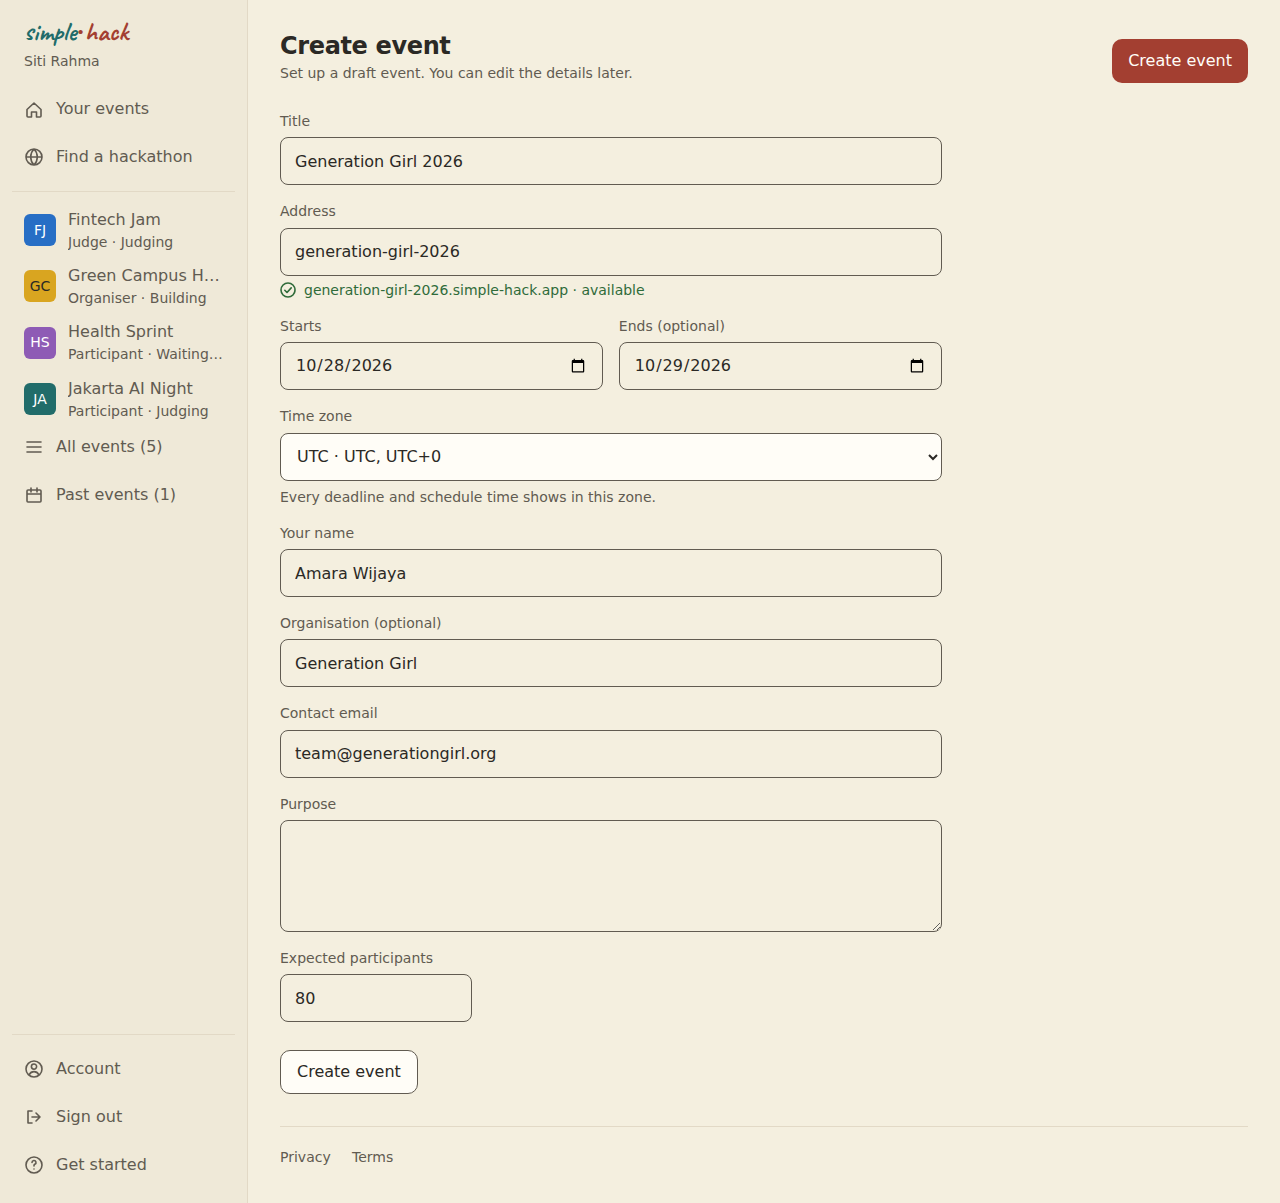 simple·hack
Siti Rahma
Your events
Find a hackathon
FJ
Fintech Jam
Judge · Judging
GC
Green Campus H…
Organiser · Building
HS
Health Sprint
Participant · Waiting…
JA
Jakarta AI Night
Participant · Judging
All events (5)
Past events (1)
Account
Sign out
Get started
Create event
Set up a draft event. You can edit the details later.
Create event
Title
Generation Girl 2026
Address
generation-girl-2026
generation-girl-2026.simple-hack.app · available
Starts
Ends (optional)
10/28/2026
10/29/2026
Time zone
UTC · UTC, UTC+0
Every deadline and schedule time shows in this zone.
Your name
Amara Wijaya
Organisation (optional)
Generation Girl
Contact email
team@generationgirl.org
Purpose
Expected participants
80
Create event
Privacy
Terms